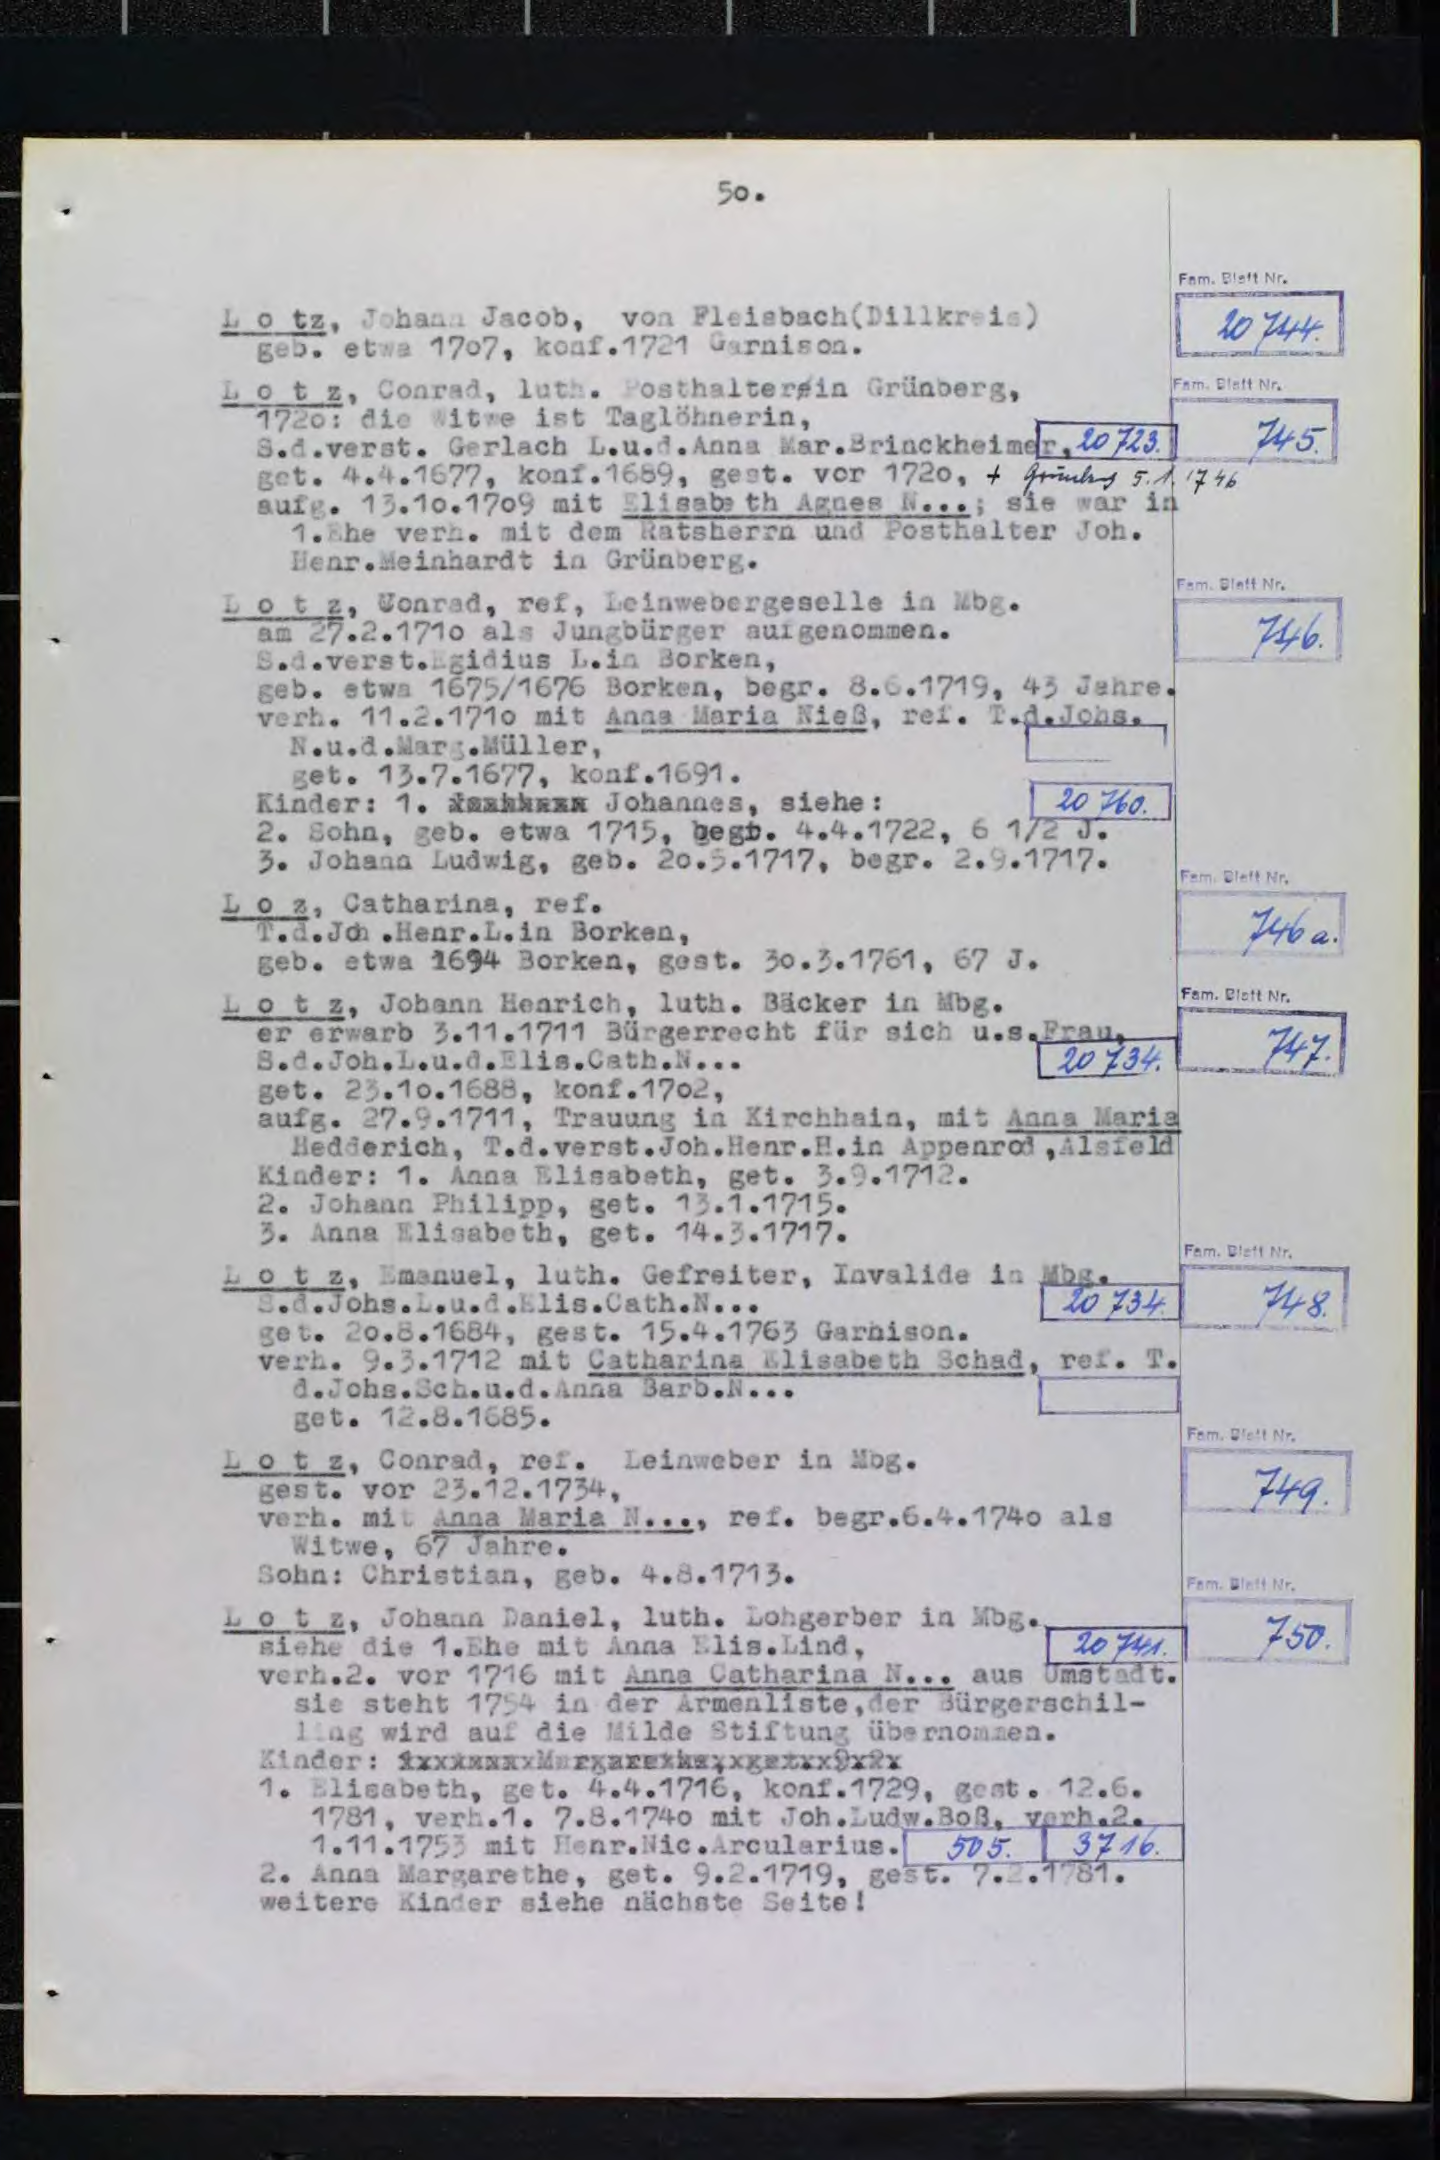 50.
Fam. Blatt Nr.
L o tz, Johann Jacob, von Fleisbach(Dillkreis)
20 744.
geb. etwa 1707, konf.1721 Garnison.
Fam. Blatt Nr.
L o t z, Conrad, luth. Posthalter in Grünberg,
1720: die Witwe ist Taglöhnerin,
S.d.verst. Gerlach L.u.d.Anna Mar.Brinckheimer, 20 723. 745.
get. 4.4.1677, konf.1689, gest. vor 1720, + Grünberg 5.1.1746
aufg. 13.10.1709 mit Elisabeth Agnes N...; sie war in
1.Ehe verh. mit dem Ratsherrn und Posthalter Joh.
Henr.Meinhardt in Grünberg.
Fam. Blatt Nr.
L o t z, Conrad, ref, Leinwebergeselle in Mbg.
746.
am 27.2.1710 als Jungbürger aufgenommen.
S.d.verst.Egidius L.in Borken,
geb. etwa 1675/1676 Borken, begr. 8.6.1719, 43 Jahre.
verh. 11.2.1710 mit Anna Maria Nieß, ref. T.d.Johs.
N.u.d.Marg.Müller,
get. 13.7.1677, konf.1691.
Kinder: 1. Johannes, siehe: 20 760.
2. Sohn, geb. etwa 1715, begr. 4.4.1722, 6 1/2 J.
3. Johann Ludwig, geb. 20.5.1717, begr. 2.9.1717.
Fam. Blatt Nr.
L o z, Catharina, ref.
746 a.
T.d.Joh.Henr.L.in Borken,
geb. etwa 1694 Borken, gest. 30.3.1761, 67 J.
Fam. Blatt Nr.
L o t z, Johann Henrich, luth. Bäcker in Mbg.
er erwarb 3.11.1711 Bürgerrecht für sich u.s.Frau,
S.d.Joh.L.u.d.Elis.Cath.N... 20 734. 747.
get. 23.10.1688, konf.1702,
aufg. 27.9.1711, Trauung in Kirchhain, mit Anna Maria
Hedderich, T.d.verst.Joh.Henr.H.in Appenrod,Alsfeld
Kinder: 1. Anna Elisabeth, get. 3.9.1712.
2. Johann Philipp, get. 13.1.1715.
3. Anna Elisabeth, get. 14.3.1717.
Fam. Blatt Nr.
L o t z, Emanuel, luth. Gefreiter, Invalide in Mbg.
S.d.Johs.L.u.d.Elis.Cath.N... 20 734. 748.
get. 20.8.1684, gest. 15.4.1763 Garnison.
verh. 9.3.1712 mit Catharina Elisabeth Schad, ref. T.
d.Johs.Sch.u.d.Anna Barb.N...
get. 12.8.1685.
Fam. Blatt Nr.
L o t z, Conrad, ref. Leinweber in Mbg.
gest. vor 23.12.1734, 749.
verh. mit Anna Maria N..., ref. begr.6.4.1740 als
Witwe, 67 Jahre.
Sohn: Christian, geb. 4.8.1713.
Fam. Blatt Nr.
L o t z, Johann Daniel, luth. Lohgerber in Mbg.
siehe die 1.Ehe mit Anna Elis.Lind, 20 741. 750.
verh.2. vor 1716 mit Anna Catharina N... aus Umstadt.
sie steht 1754 in der Armenliste,der Bürgerschil-
ling wird auf die Milde Stiftung übernommen.
Kinder:
1. Elisabeth, get. 4.4.1716, konf.1729, gest. 12.6.
1781, verh.1. 7.8.1740 mit Joh.Ludw.Boß, verh.2.
1.11.1753 mit Henr.Nic.Arcularius. 505. 3716.
2. Anna Margarethe, get. 9.2.1719, gest. 7.2.1781.
weitere Kinder siehe nächste Seite!